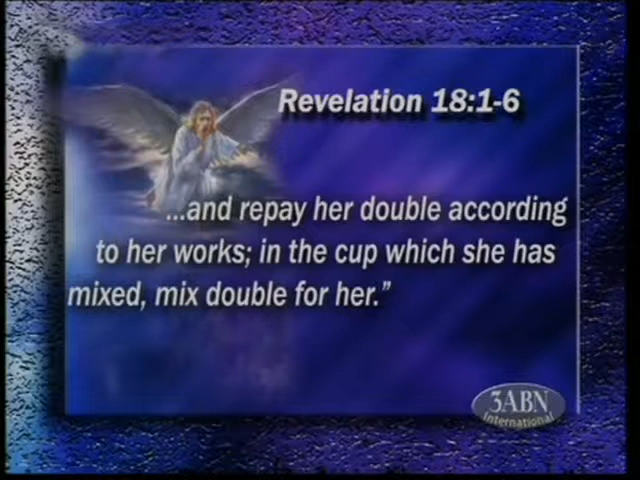 Revelation 18:1-6
...and repay her double according
to her works; in the cup which she has
mixed, mix double for her.”
3ABN
International